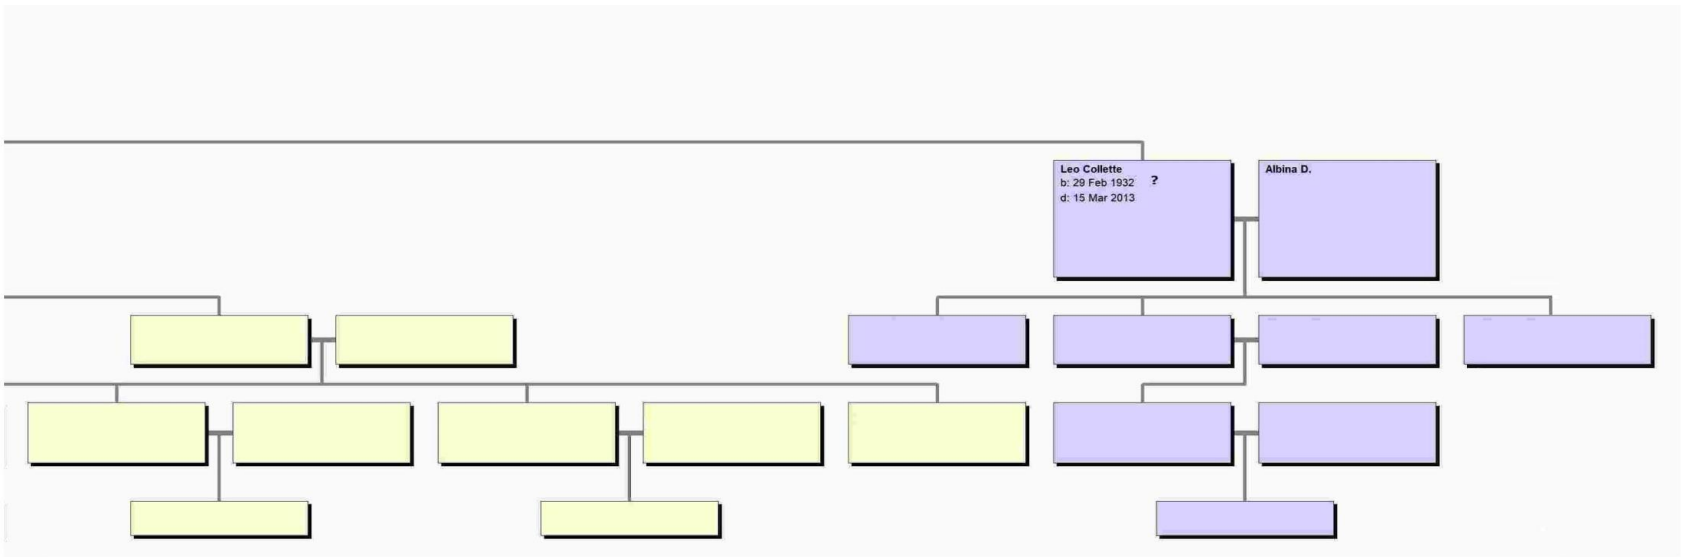 Leo Collette
b: 29 Feb 1932 ?
d: 15 Mar 2013
Albina D.